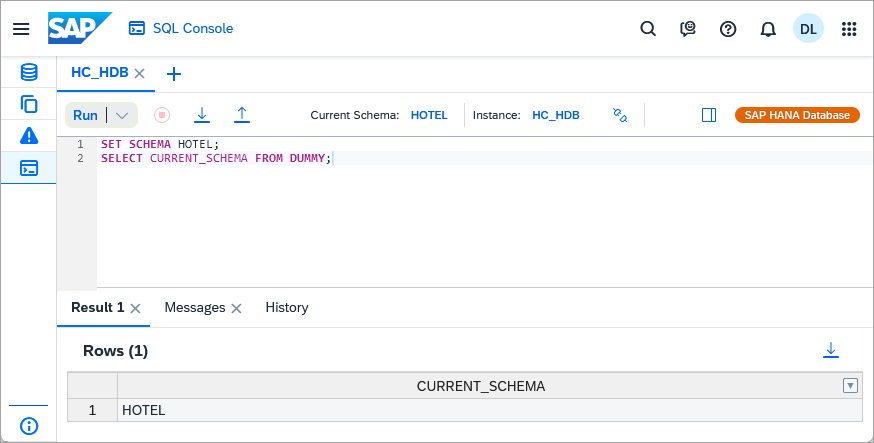 SAP SQL Console DL
HC_HDB
Run Current Schema: HOTEL Instance: HC_HDB SAP HANA Database
1 SET SCHEMA HOTEL;
2 SELECT CURRENT_SCHEMA FROM DUMMY;
Result 1 Messages History
Rows (1)
CURRENT_SCHEMA
1 HOTEL